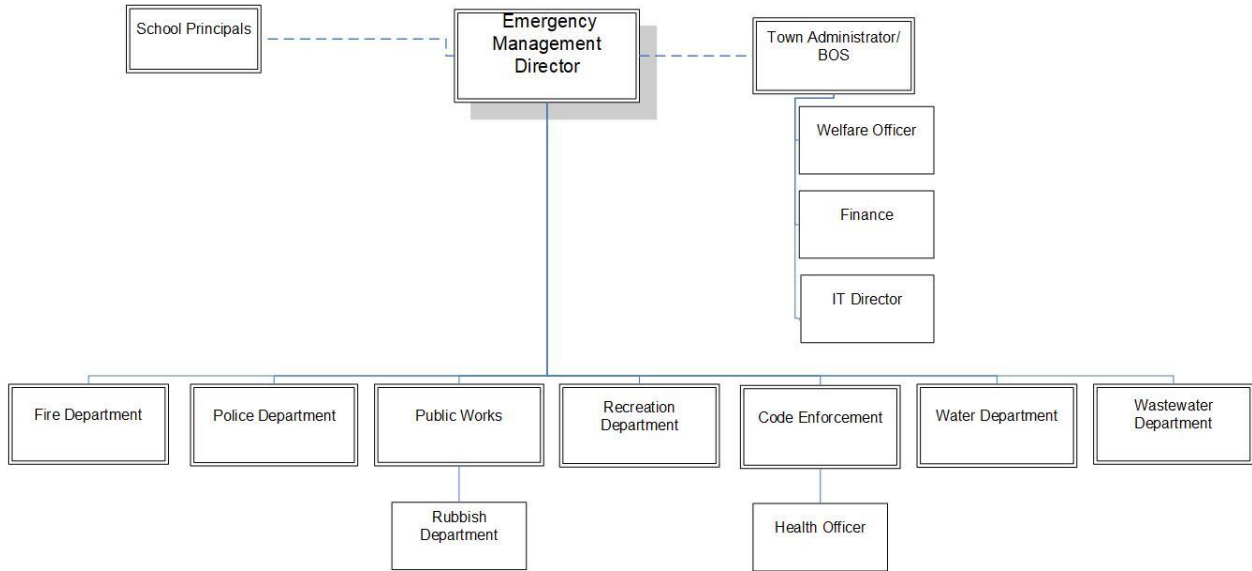 School Principals
Emergency
Management
Director
Town Administrator/
BOS
Welfare Officer
Finance
IT Director
Fire Department
Police Department
Public Works
Recreation
Department
Code Enforcement
Water Department
Wastewater
Department
Rubbish
Department
Health Officer